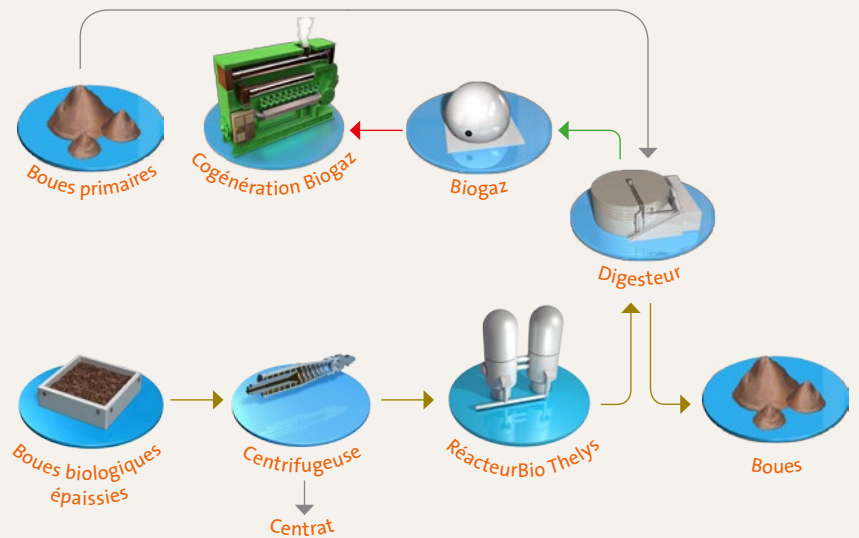 Boues primaires
Cogénération Biogaz
Biogaz
Digesteur
Boues biologiques
épaissies
Centrifugeuse
RéacteurBio Thelys
Boues
Centrat